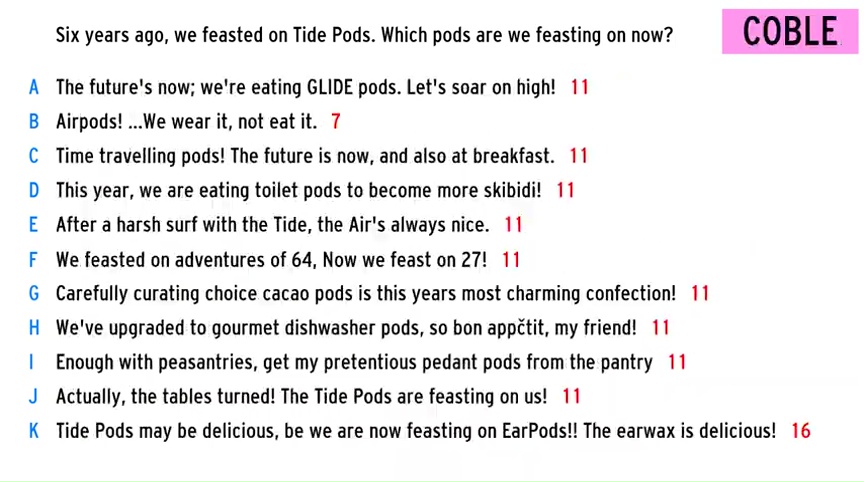 Six years ago, we feasted on Tide Pods. Which pods are we feasting on now?
COBLE
A The future's now; we're eating GLIDE pods. Let's soar on high! 11
B Airpods! ...We wear it, not eat it. 7
C Time travelling pods! The future is now, and also at breakfast. 11
D This year, we are eating toilet pods to become more skibidi! 11
E After a harsh surf with the Tide, the Air's always nice. 11
F We feasted on adventures of 64, Now we feast on 27! 11
G Carefully curating choice cacao pods is this years most charming confection! 11
H We've upgraded to gourmet dishwasher pods, so bon appčtit, my friend! 11
I Enough with peasantries, get my pretentious pedant pods from the pantry 11
J Actually, the tables turned! The Tide Pods are feasting on us! 11
K Tide Pods may be delicious, be we are now feasting on EarPods!! The earwax is delicious! 16